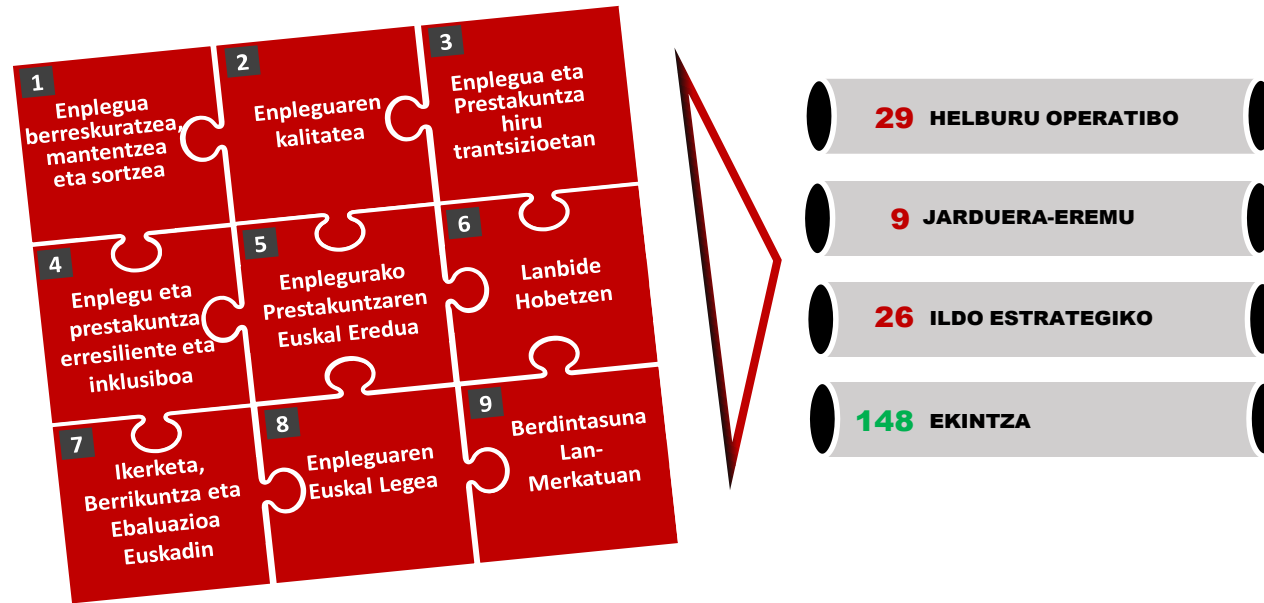 1
Enplegua
berreskuratzea,
mantentzea
eta sortzea
2
Enpleguaren
kalitatea
3
Enplegua eta
Prestakuntza
hiru
trantsizioetan
4
Enplegu eta
prestakuntza
erresiliente eta
inklusiboa
5
Enplegurako
Prestakuntzaren
Euskal Eredua
6
Lanbide
Hobetzen
7
Ikerketa,
Berrikuntza eta
Ebaluazioa
Euskadin
8
Enpleguaren
Euskal Legea
9
Berdintasuna
Lan-
Merkatuan
29 HELBURU OPERATIBO
9 JARDUERA-EREMU
26 ILDO ESTRATEGIKO
148 EKINTZA